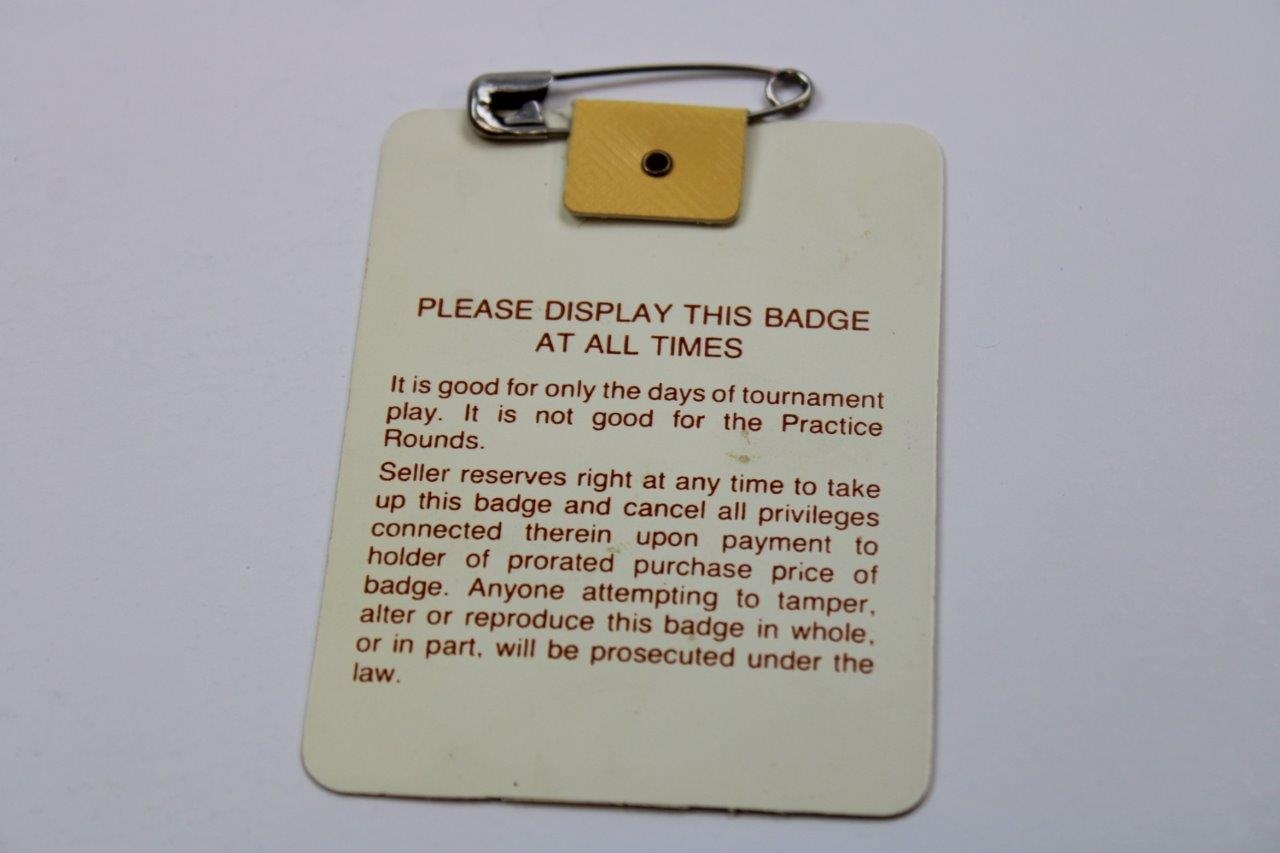 PLEASE DISPLAY THIS BADGE
AT ALL TIMES
It is good for only the days of tournament
play. It is not good for the Practice
Rounds.
Seller reserves right at any time to take
up this badge and cancel all privileges
connected therein upon payment to
holder of prorated purchase price of
badge. Anyone attempting to tamper,
alter or reproduce this badge in whole,
or in part, will be prosecuted under the
law.